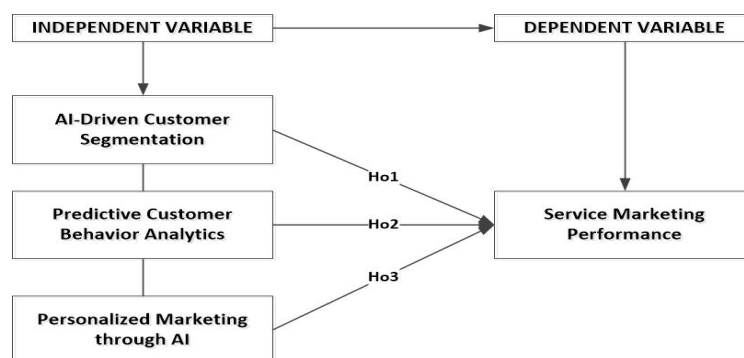 INDEPENDENT VARIABLE
DEPENDENT VARIABLE
AI-Driven Customer
Segmentation
Ho1
Predictive Customer
Behavior Analytics
Ho2
Service Marketing
Performance
Ho3
Personalized Marketing
through AI